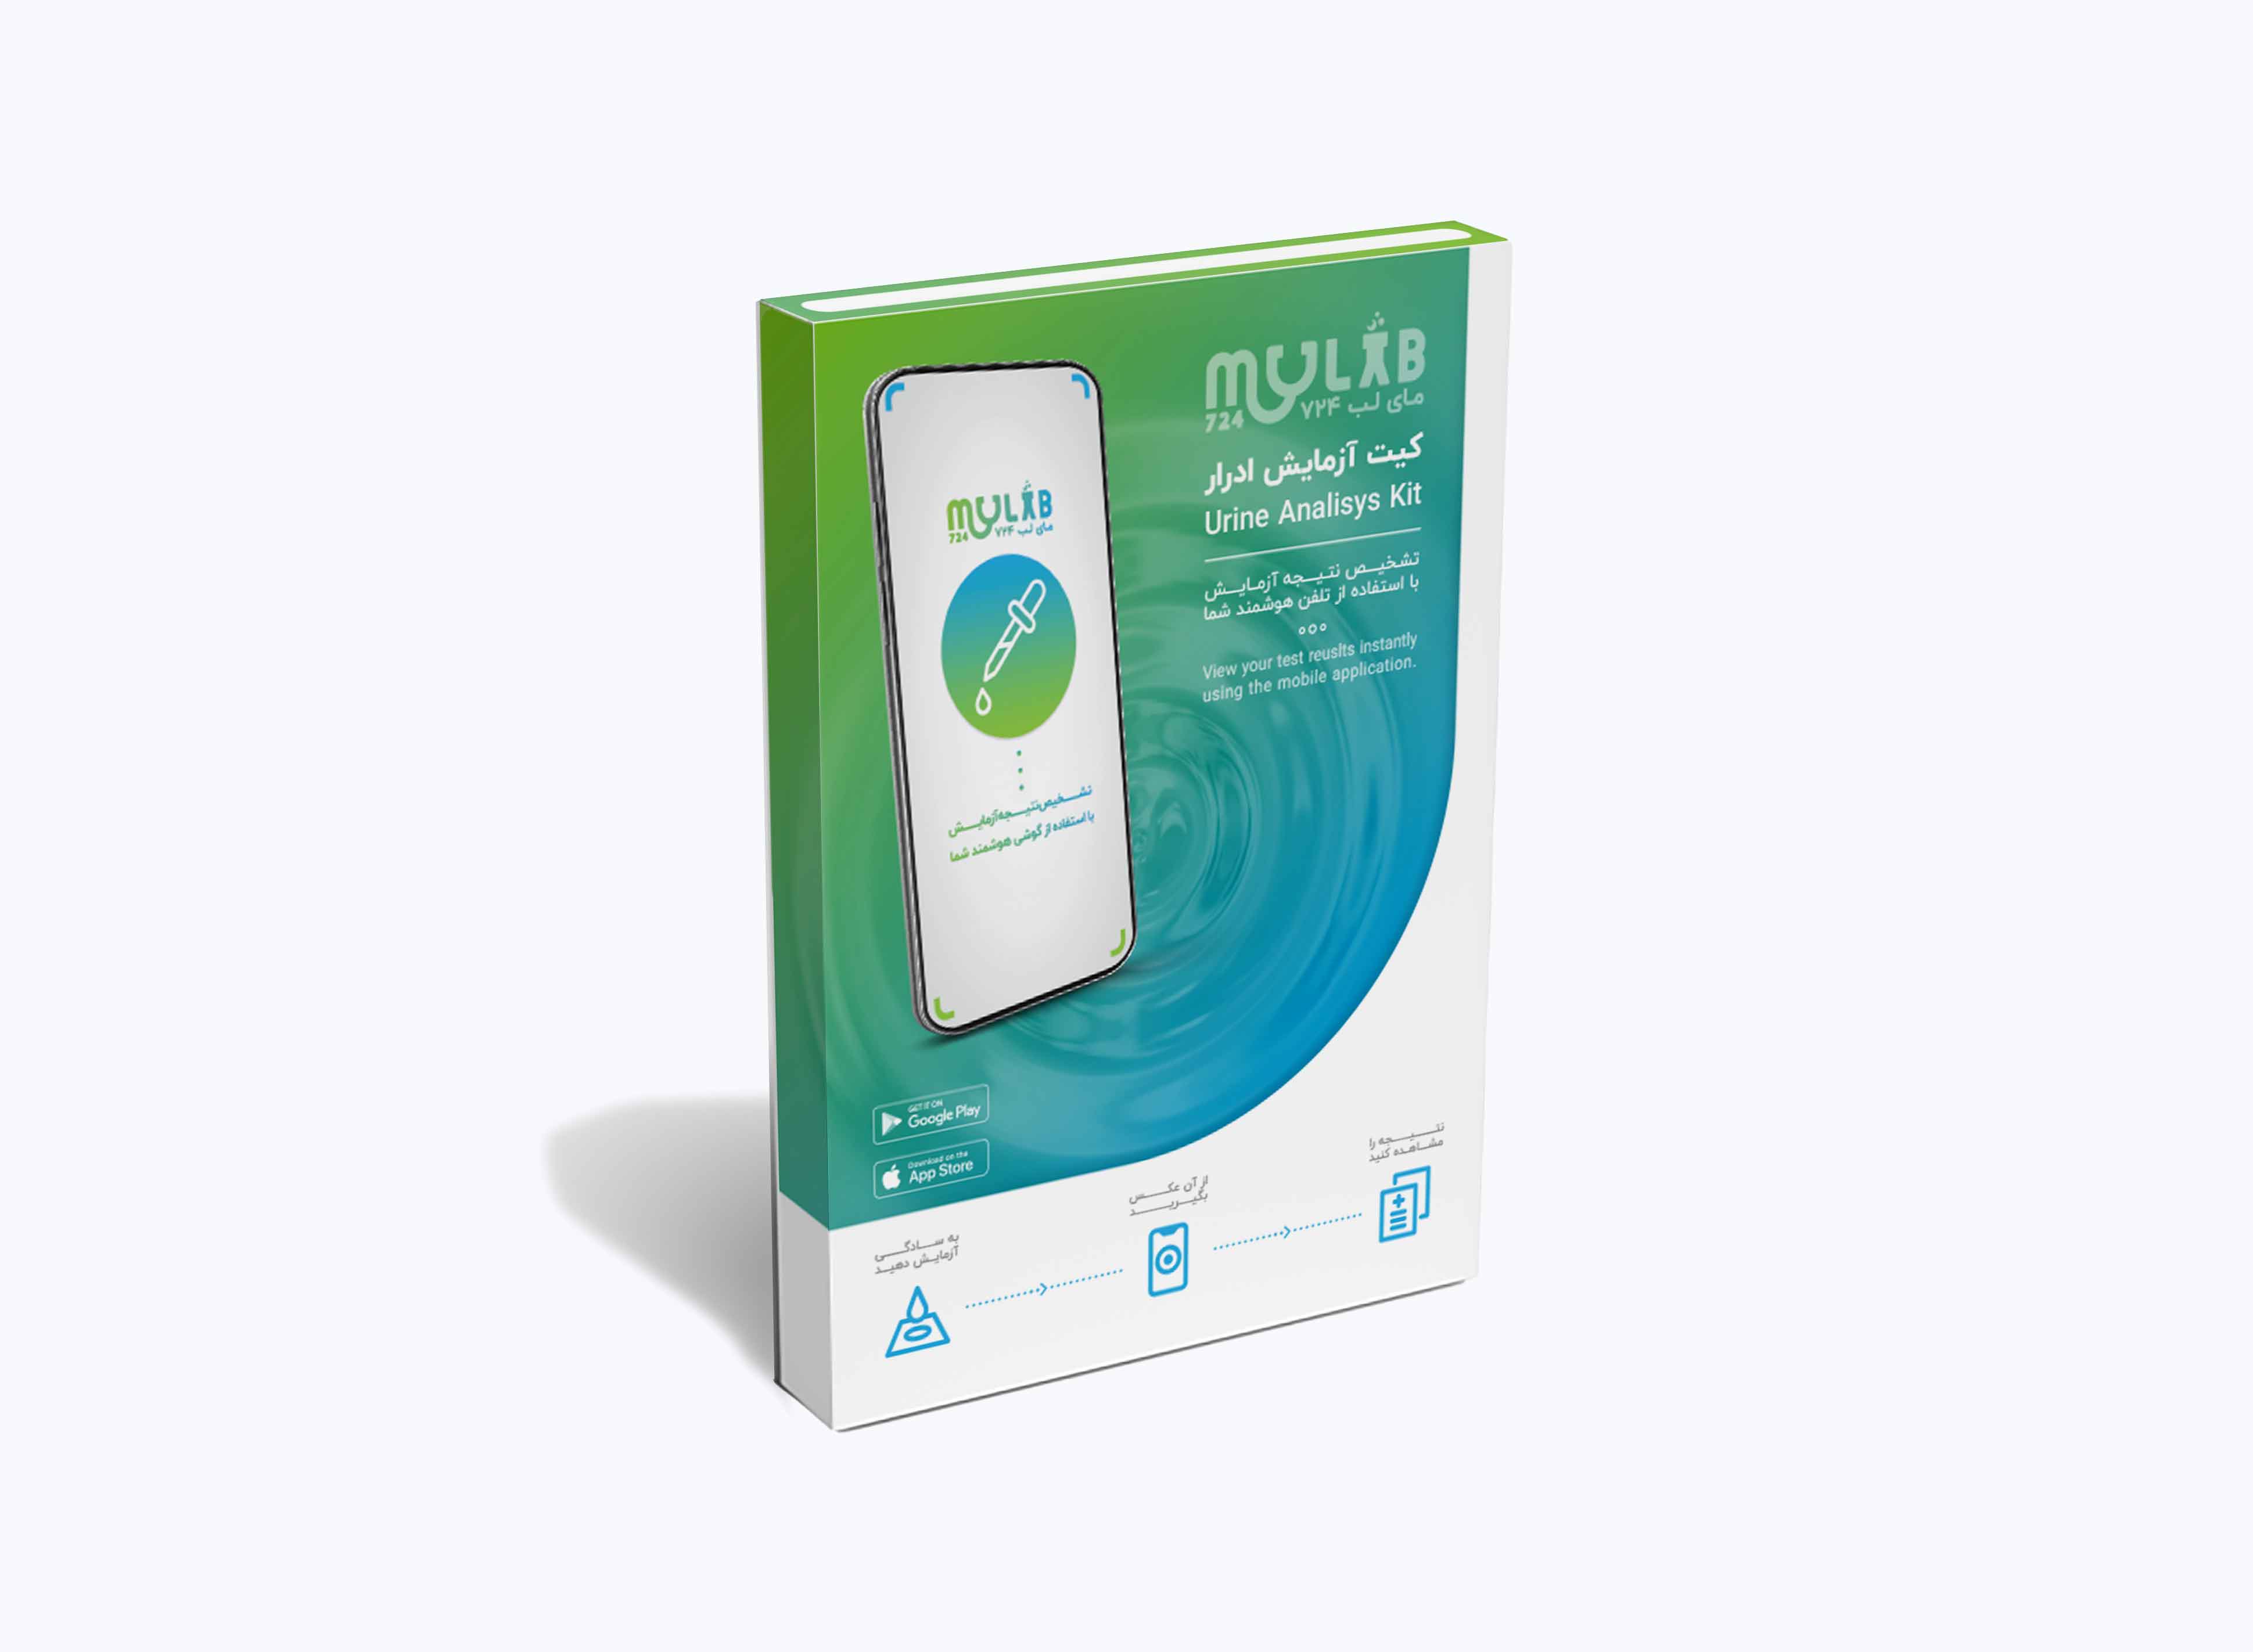 MYLAB
724 مای لب ۷۲۴
کیت آزمایش ادرار
Urine Analisys Kit
تشخیص نتیجه آزمایش
با استفاده از تلفن هوشمند شما
View your test reuslts instantly
using the mobile application.
MYLAB
724 مای لب ۷۲۴
تشخیص نتیجه آزمایش
با استفاده از گوشی هوشمند شما
GET IT ON
Google Play
Download on the
App Store
به سادگی
آزمایش دهید
از آن عکس
بگیرید
نتیجه را
مشاهده کنید